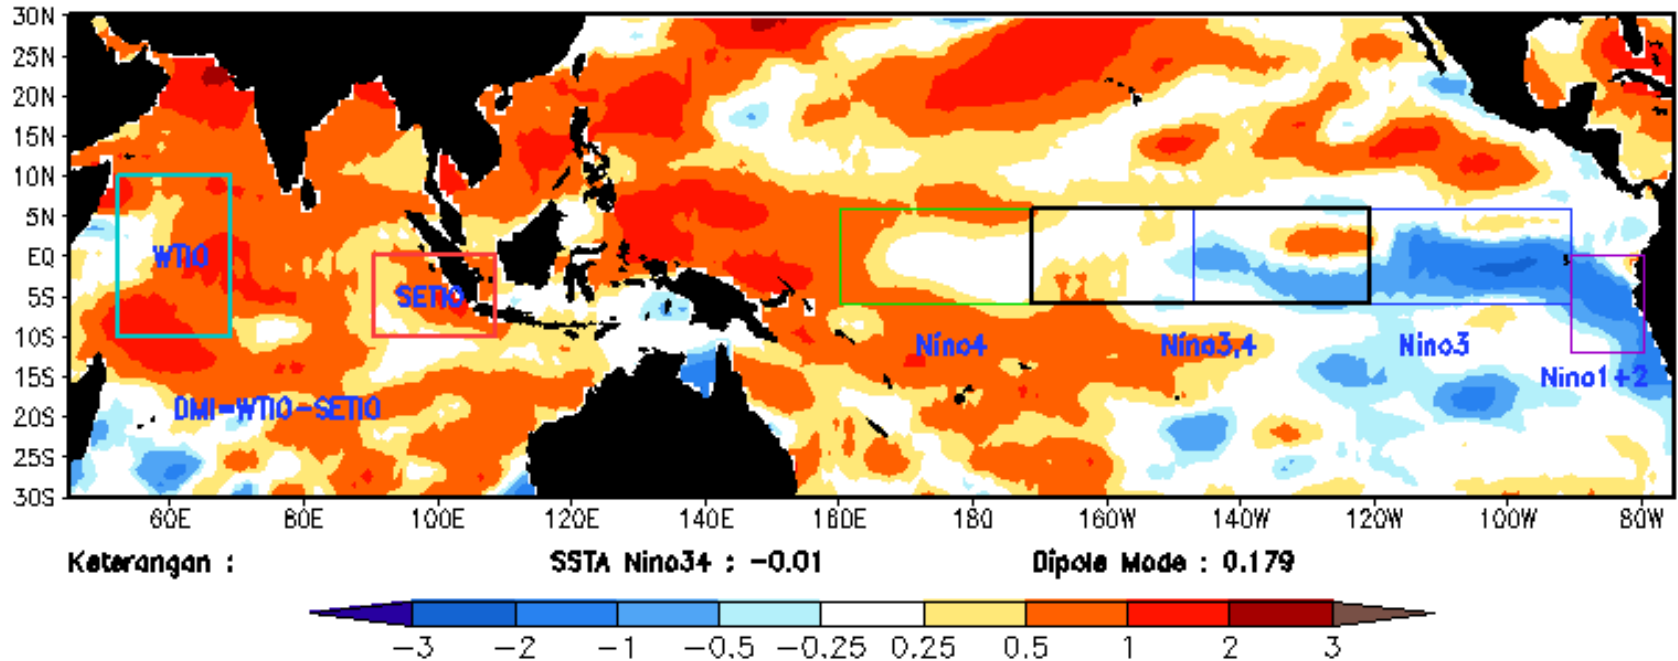 30N
25N
20N
15N
10N
5N
EQ
5S
10S
15S
20S
25S
30S
WTIO
SETIO
Nino4
Nino3,4
Nino3
Nino1+2
DMI=WTIO-SETIO
60E 80E 100E 120E 140E 160E 180 160W 140W 120W 100W 80W
Keterangan : SSTA Nino34 : -0.01 Dipole Mode : 0.179
-3 -2 -1 -0.5 -0.25 0.25 0.5 1 2 3